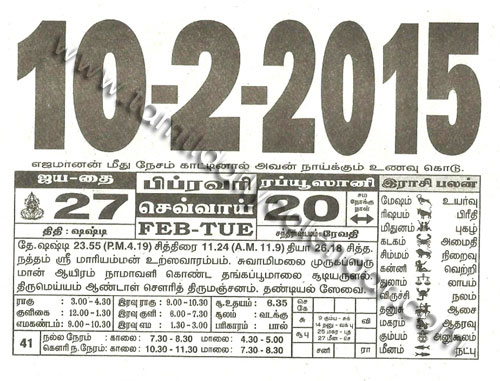 10-2-2015
எஜமானன் மீது நேசம் காட்டினால் அவன் நாய்க்கும் உணவு கொடு.
ஜய-தை பிப்ரவரி ரப்யூஸானி இராசி பலன்
27 செவ்வாய் 20
திதி : ஷஷ்டி FEB-TUE சந்திராஷ்டமம்-ரேவதி
தே.ஷஷ்டி 23.55 (P.M.4.19) சித்திரை 11.24 (A.M. 11.9) தியா 26.19 சித்த.
நத்தம் ஸ்ரீ மாரியம்மன் உற்ஸவாரம்பம். சுவாமிமலை முருகப்பெரு
மான் ஆயிரம் நாமாவளி கொண்ட தங்கப்பூமாலை சூடியருளல்.
திருமெய்யம் ஆண்டாள் சௌரித் திருமஞ்சனம். தண்டியல் ஸேவை.
மேஷம் உயர்வு
ரிஷபம் பிரீதி
மிதுனம் புகழ்
கடகம் அமைதி
சிம்மம் நிறைவு
கன்னி வெற்றி
துலாம் லாபம்
விருச்சி நலம்
தனுசு ஆசை
மகரம் ஆதரவு
கும்பம் அனுகூலம்
மீனம் நட்பு
ராகு : 3.00 - 4.30 இரவு ராகு : 9.00-10.30 சூ.உதயம் : 6.35
குளிகை : 12.00 -1.30 இரவு குளி : 6.00 - 7.30 சூலம் : வடக்கு
எமகண்டம் : 9.00-10.30 இரவு எம : 1.30 - 3.00 பரிகாரம் : பால்
41 நல்ல நேரம் : காலை : 7.30 - 8.30 மாலை : 4.30 - 5.00
கௌரி ந.நேரம் : காலை : 10.30 - 11.30 மாலை : 7.30 - 8.30